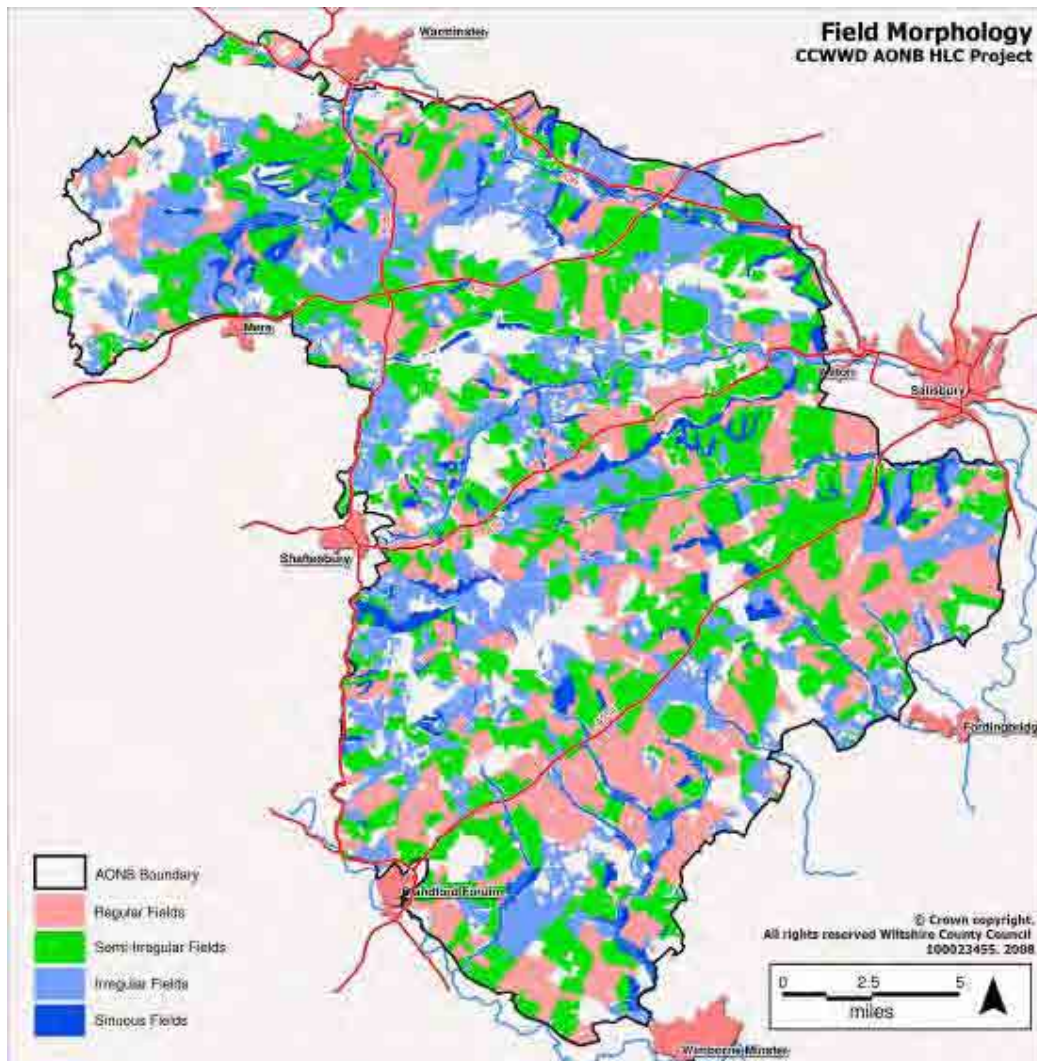 Field Morphology
CCWWD AONB HLC Project
Warminster
Mere
Wilton
Salisbury
Shaftesbury
Fordingbridge
Blandford Forum
Wimborne Minster
AONB Boundary
Regular Fields
Semi-Irregular Fields
Irregular Fields
Sinuous Fields
© Crown copyright.
All rights reserved Wiltshire County Council
100023455. 2008
0 2.5 5
miles